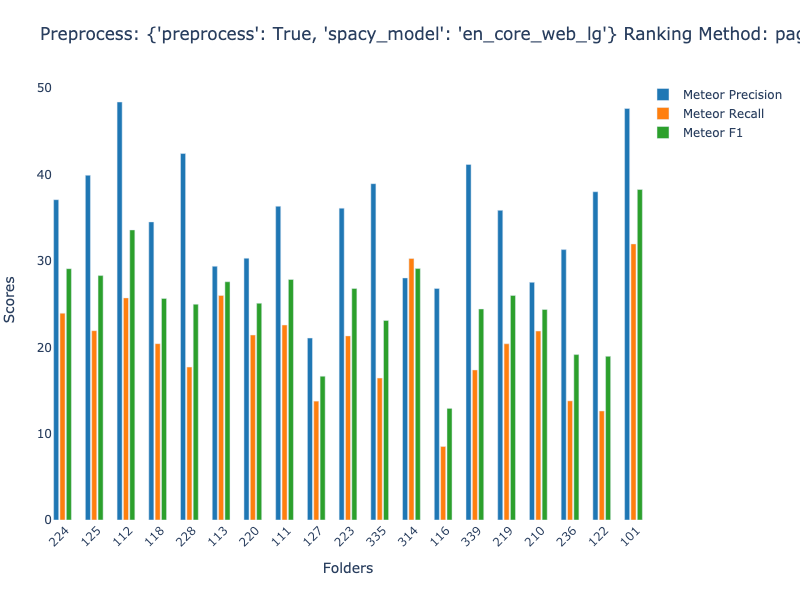 Preprocess: {'preprocess': True, 'spacy_model': 'en_core_web_lg'} Ranking Method: pag
50
40
30
20
10
0
Scores
Meteor Precision
Meteor Recall
Meteor F1
224 125 112 118 228 113 220 111 127 223 335 314 116 339 219 210 236 122 101
Folders